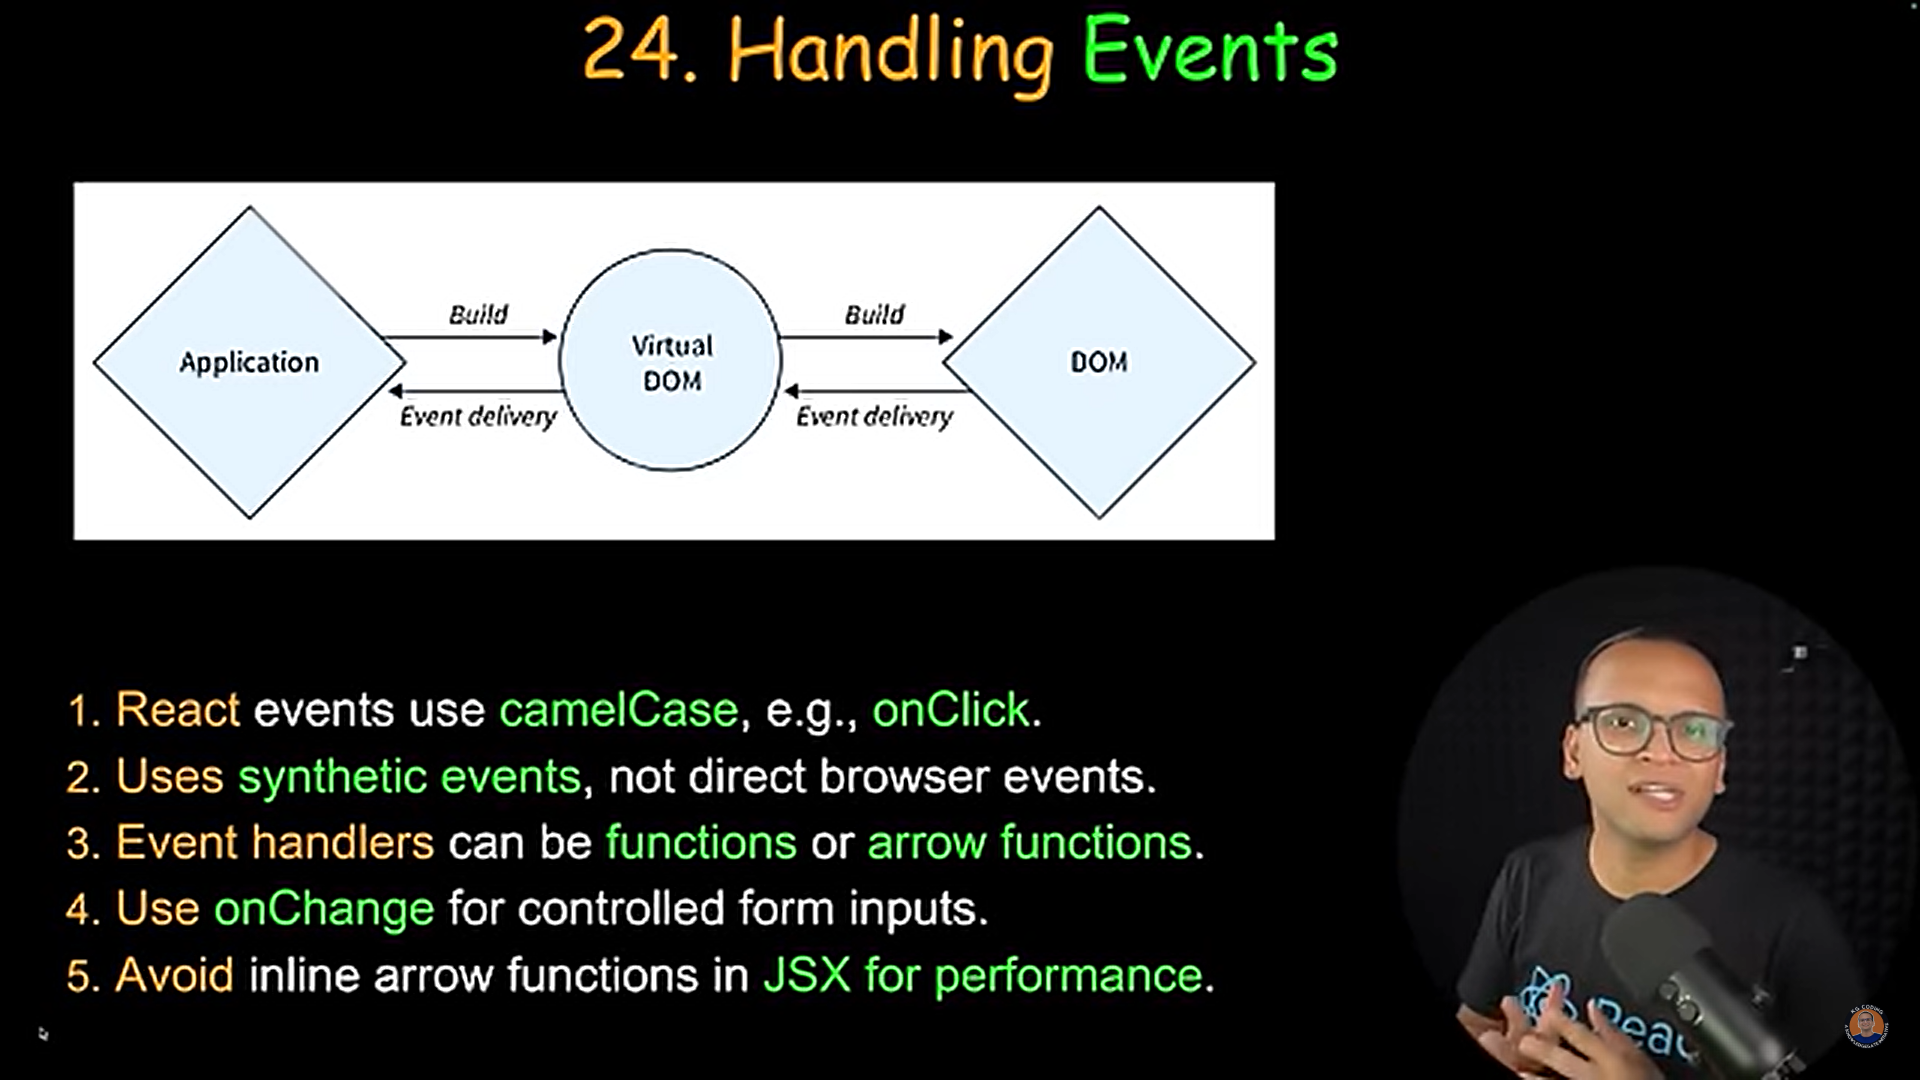 24. Handling Events
Application
Build
Event delivery
Virtual
DOM
Build
Event delivery
DOM
1. React events use camelCase, e.g., onClick.
2. Uses synthetic events, not direct browser events.
3. Event handlers can be functions or arrow functions.
4. Use onChange for controlled form inputs.
5. Avoid inline arrow functions in JSX for performance.
KG CODING